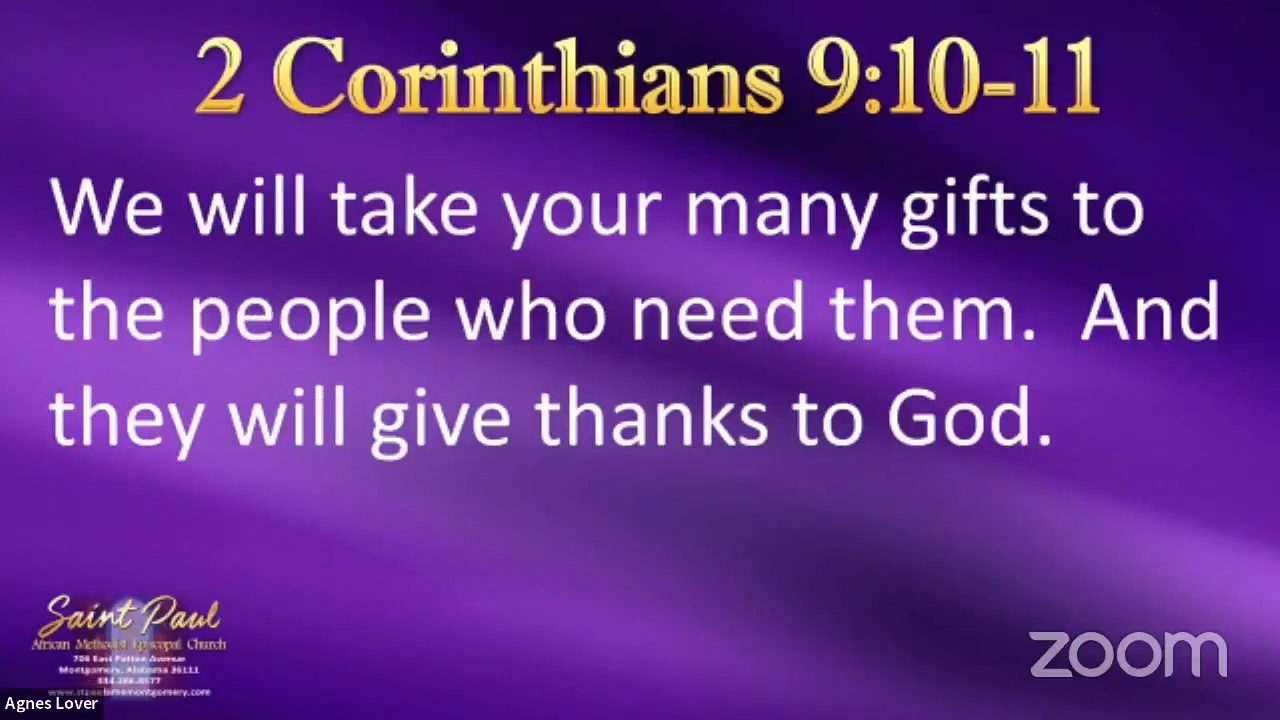 2 Corinthians 9:10-11
We will take your many gifts to
the people who need them.  And
they will give thanks to God.
Saint Paul
African Methodist Episcopal Church
706 East Patton Avenue
Montgomery, Alabama 36111
zoom
Agnes Lover